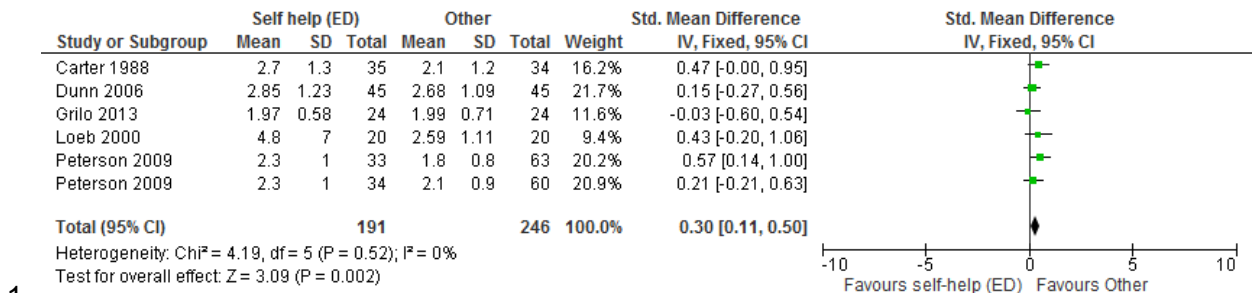 Self help (ED) Other Std. Mean Difference Std. Mean Difference
Study or Subgroup Mean SD Total Mean SD Total Weight IV, Fixed, 95% CI IV, Fixed, 95% CI
Carter 1988 2.7 1.3 35 2.1 1.2 34 16.2% 0.47 [-0.00, 0.95]
Dunn 2006 2.85 1.23 45 2.68 1.09 45 21.7% 0.15 [-0.27, 0.56]
Grilo 2013 1.97 0.58 24 1.99 0.71 24 11.6% -0.03 [-0.60, 0.54]
Loeb 2000 4.8 7 20 2.59 1.11 20 9.4% 0.43 [-0.20, 1.06]
Peterson 2009 2.3 1 33 1.8 0.8 63 20.2% 0.57 [0.14, 1.00]
Peterson 2009 2.3 1 34 2.1 0.9 60 20.9% 0.21 [-0.21, 0.63]
Total (95% CI) 191 246 100.0% 0.30 [0.11, 0.50]
Heterogeneity: Chi² = 4.19, df = 5 (P = 0.52); I² = 0%
Test for overall effect: Z = 3.09 (P = 0.002)
-10 -5 0 5 10
Favours self-help (ED) Favours Other
1